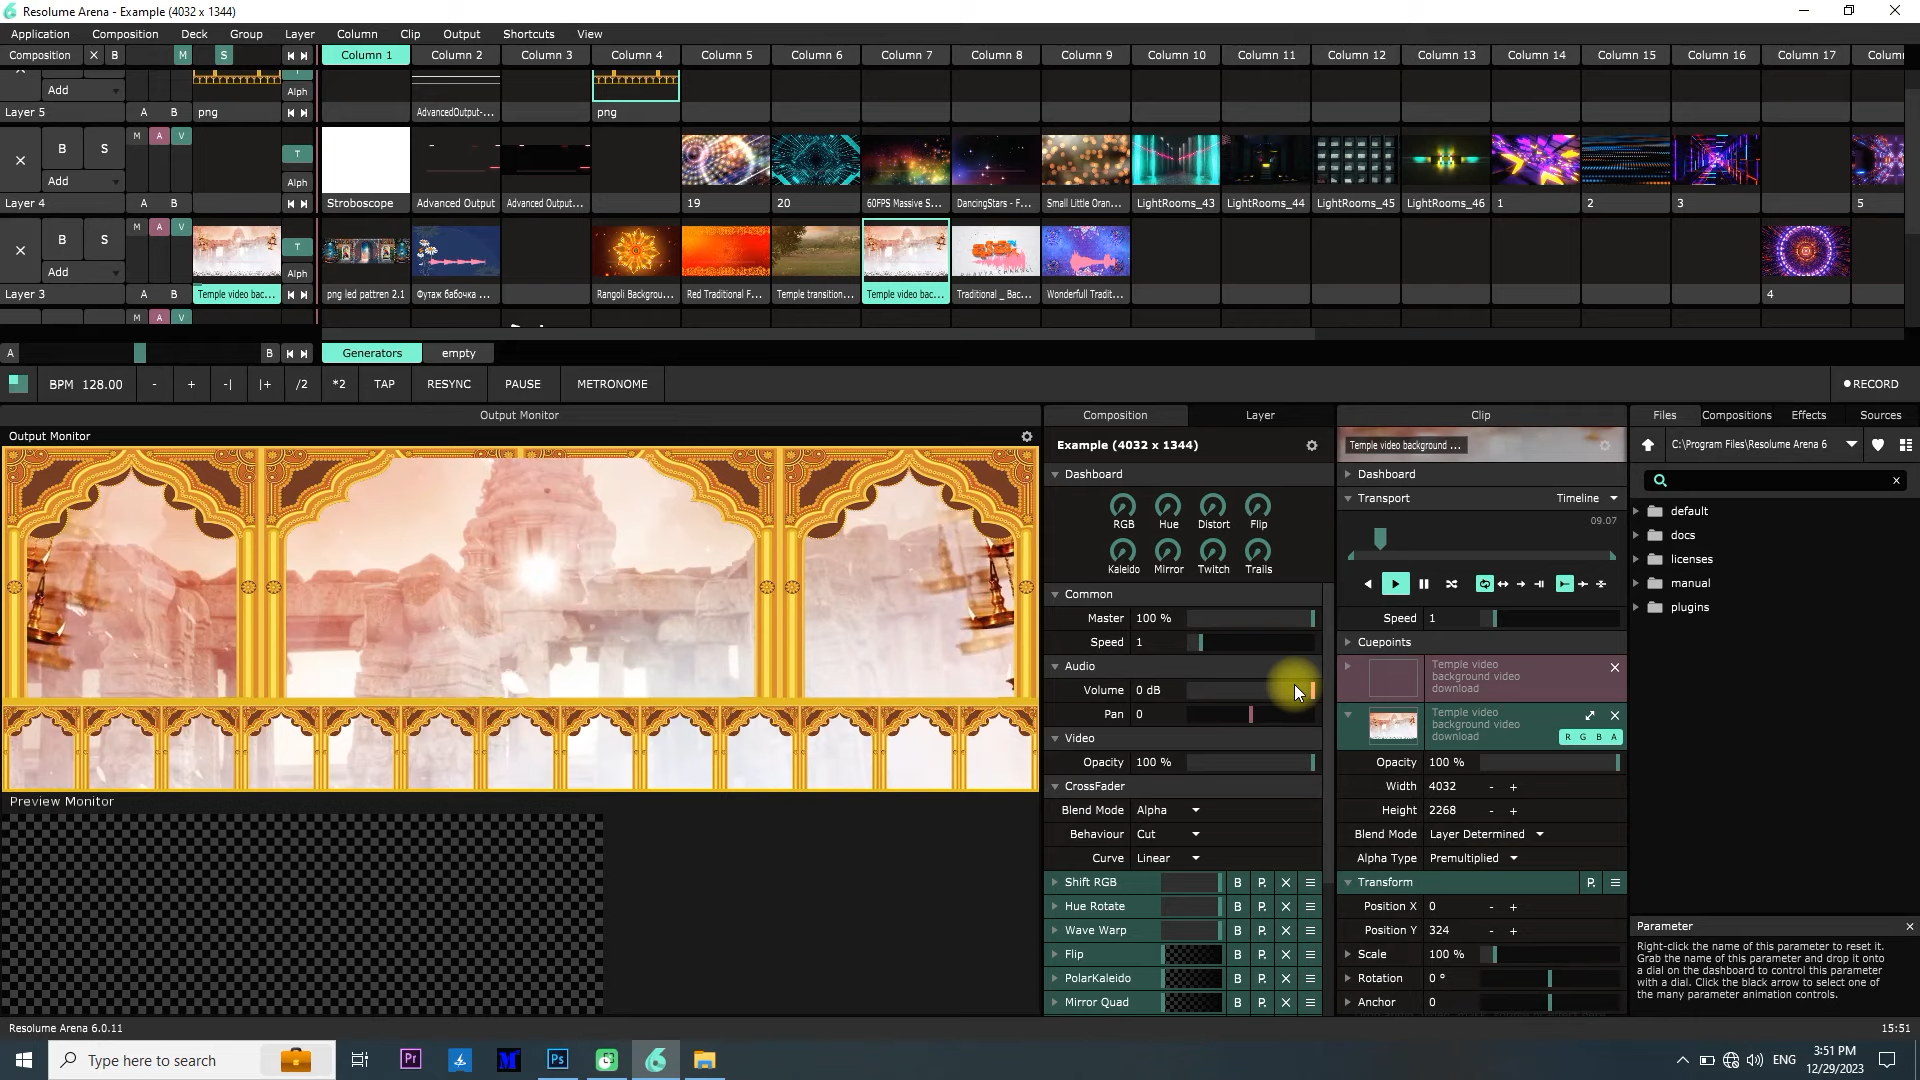 Resolume Arena - Example (4032 x 1344)
Application Composition Deck Group Layer Column Clip Output Shortcuts View
Composition X B M S Column 1 Column 2 Column 3 Column 4 Column 5 Column 6 Column 7 Column 8 Column 9 Column 10 Column 11 Column 12 Column 13 Column 14 Column 15 Column 16 Column 17 Colum
Add Alph
Layer 5 A B png AdvancedOutput-... png
M A V
B S T
Add Alph
Layer 4 A B Stroboscope Advanced Output Advanced Output... 19 20 60FPS Massive S... DancingStars - F... Small Little Oran... LightRooms_43 LightRooms_44 LightRooms_45 LightRooms_46 1 2 3 5
M A V
B S T
Add Alph
Layer 3 A B Temple video bac... png led pattren 2.1 Футаж бабочка ... Rangoli Backgrou... Red Traditional F... Temple transition... Temple video bac... Traditional _ Bac... Wonderfull Tradit... 4
M A V
A B Generators empty
BPM 128.00 - + -| |+ /2 *2 TAP RESYNC PAUSE METRONOME RECORD
Output Monitor Composition Layer Clip Files Compositions Effects Sources
Output Monitor
Example (4032 x 1344)
Dashboard
RGB Hue Distort Flip
Kaleido Mirror Twitch Trails
Common
Master 100 %
Speed 1
Audio
Volume 0 dB
Pan 0
Video
Opacity 100 %
CrossFader
Blend Mode Alpha
Behaviour Cut
Curve Linear
Shift RGB B P. X
Hue Rotate B P. X
Wave Warp B P. X
Flip B P. X
PolarKaleido B P. X
Mirror Quad B P. X
Temple video background ...
Dashboard
Transport Timeline
09.07
Speed 1
Cuepoints
Temple video
background video
download
Temple video
background video
download
R G B A
Opacity 100 %
Width 4032 - +
Height 2268 - +
Blend Mode Layer Determined
Alpha Type Premultiplied
Transform P.
Position X 0 - +
Position Y 324 - +
Scale 100 %
Rotation 0 °
Anchor 0
C:\Program Files\Resolume Arena 6
default
docs
licenses
manual
plugins
Parameter
Right-click the name of this parameter to reset it.
Grab the name of this parameter and drop it onto
a dial on the dashboard to control this parameter
with a dial. Click the black arrow to select one of
the many parameter animation controls.
Preview Monitor
Resolume Arena 6.0.11
15:51
Type here to search
Pr
Ps
ENG
3:51 PM
12/29/2023